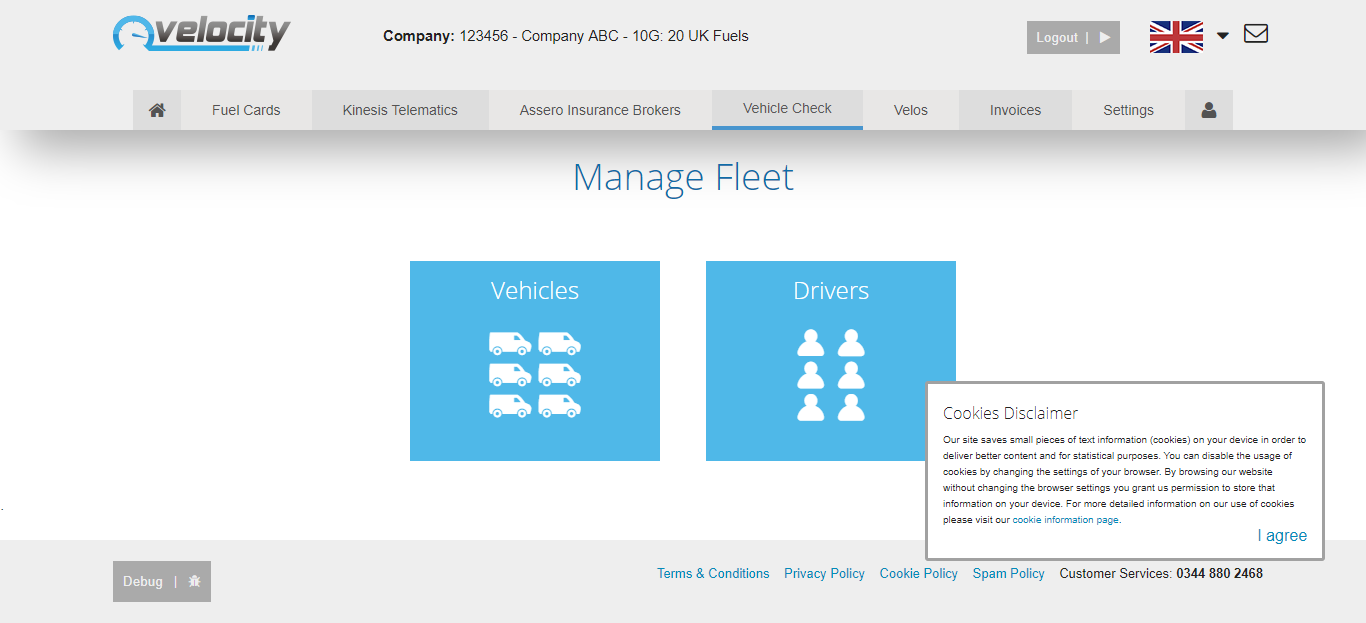 velocity
Company: 123456 - Company ABC - 10G: 20 UK Fuels
Logout |
Fuel Cards
Kinesis Telematics
Assero Insurance Brokers
Vehicle Check
Velos
Invoices
Settings
Manage Fleet
Vehicles
Drivers
Cookies Disclaimer
Our site saves small pieces of text information (cookies) on your device in order to
deliver better content and for statistical purposes. You can disable the usage of
cookies by changing the settings of your browser. By browsing our website
without changing the browser settings you grant us permission to store that
information on your device. For more detailed information on our use of cookies
please visit our cookie information page.
I agree
.
Debug |
Terms & Conditions Privacy Policy Cookie Policy Spam Policy Customer Services: 0344 880 2468